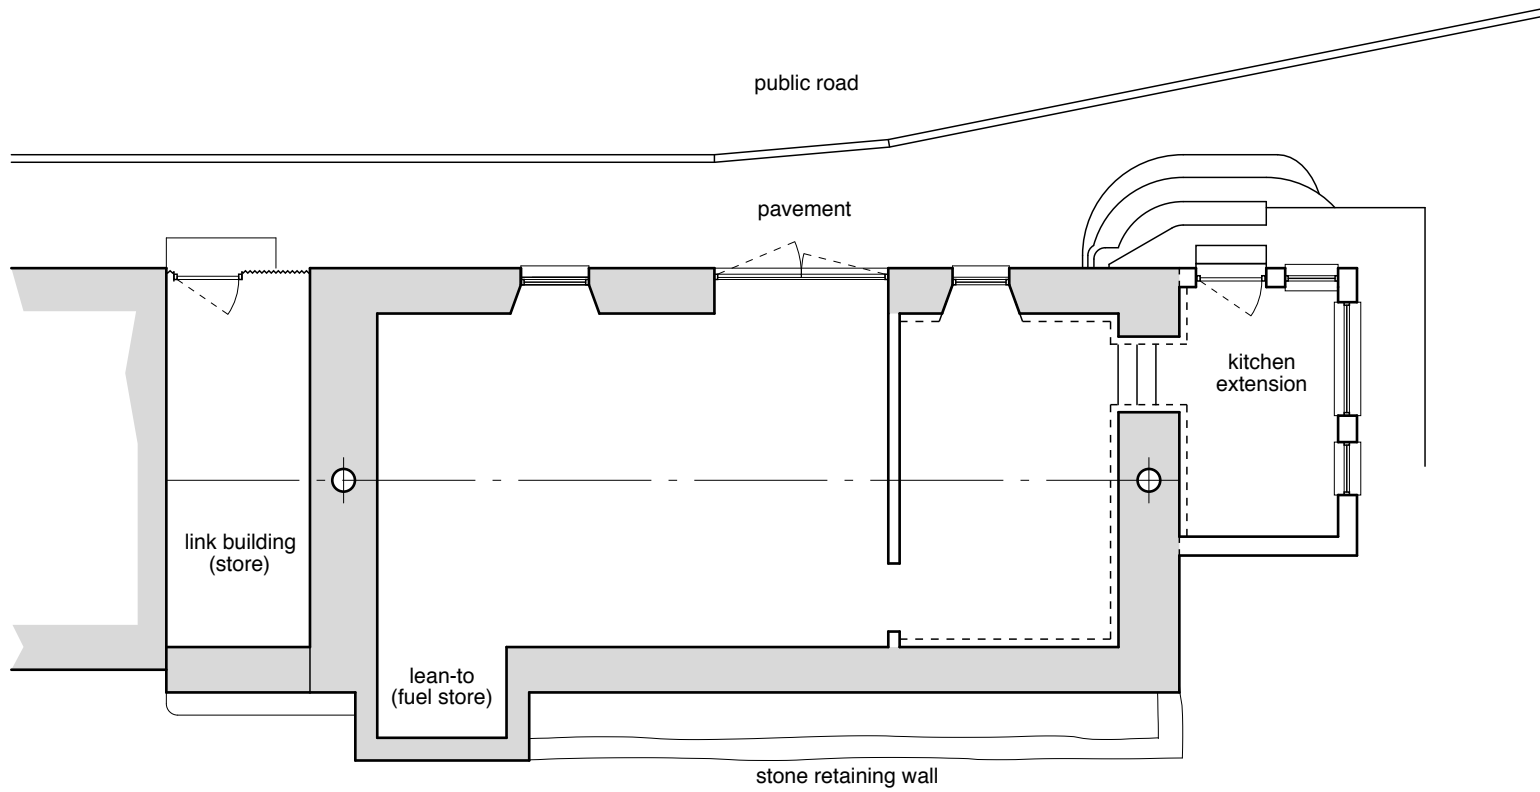 public road
pavement
kitchen
extension
link building
(store)
lean-to
(fuel store)
stone retaining wall